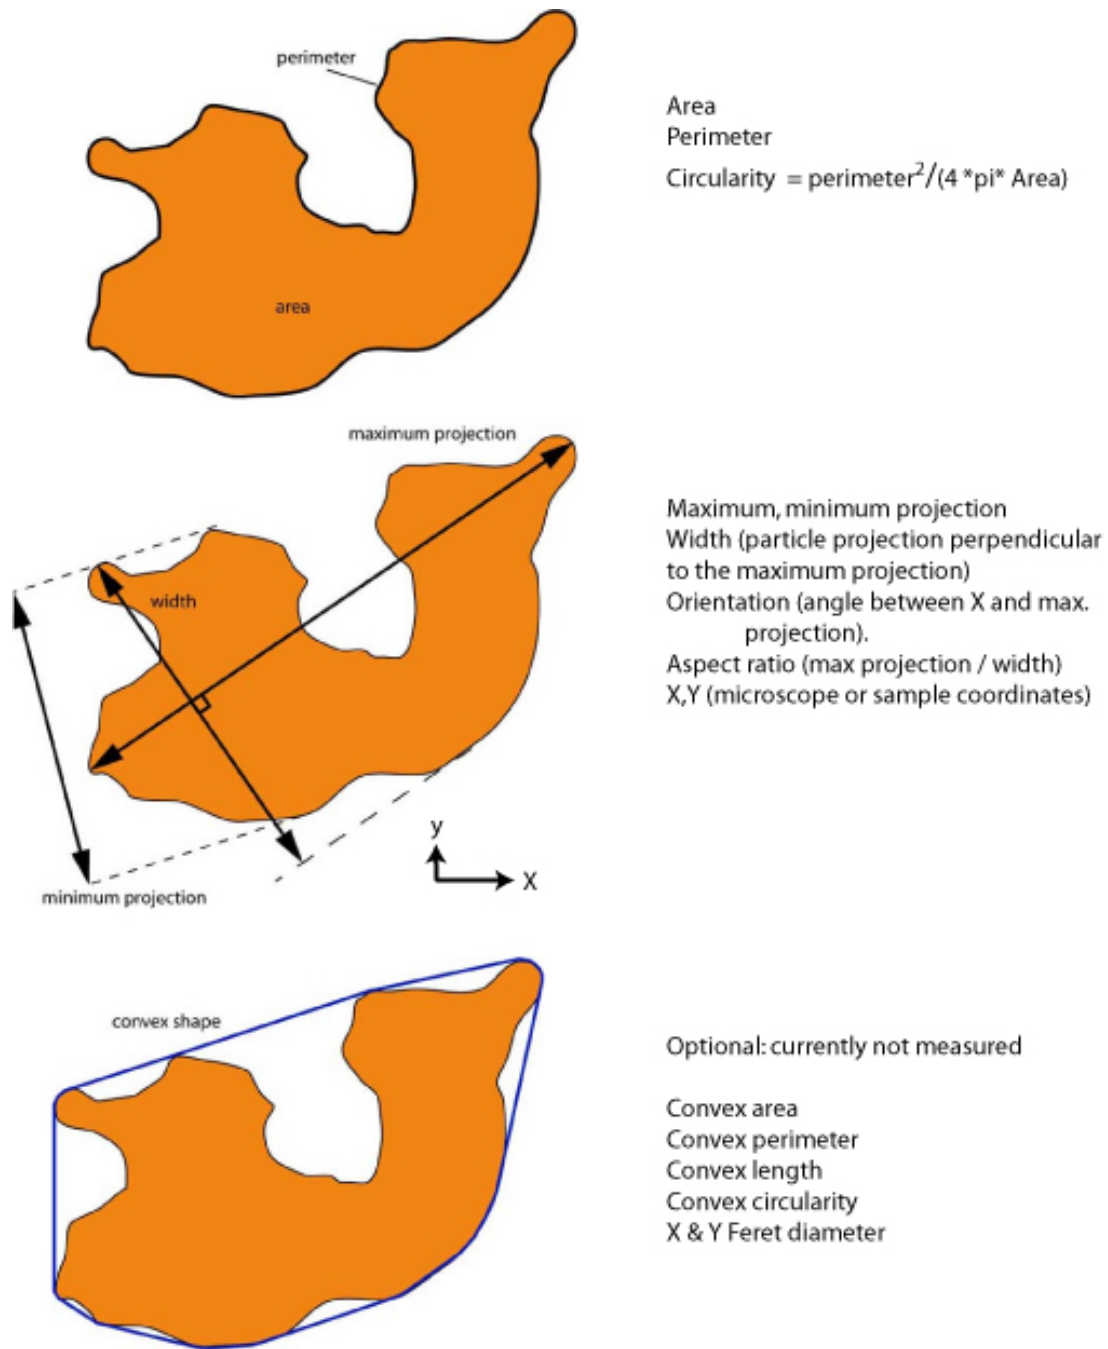 perimeter
area
Area
Perimeter
Circularity = perimeter²/(4 *pi* Area)
maximum projection
width
minimum projection
y
X
Maximum, minimum projection
Width (particle projection perpendicular
to the maximum projection)
Orientation (angle between X and max.
projection).
Aspect ratio (max projection / width)
X,Y (microscope or sample coordinates)
convex shape
Optional: currently not measured
Convex area
Convex perimeter
Convex length
Convex circularity
X & Y Feret diameter